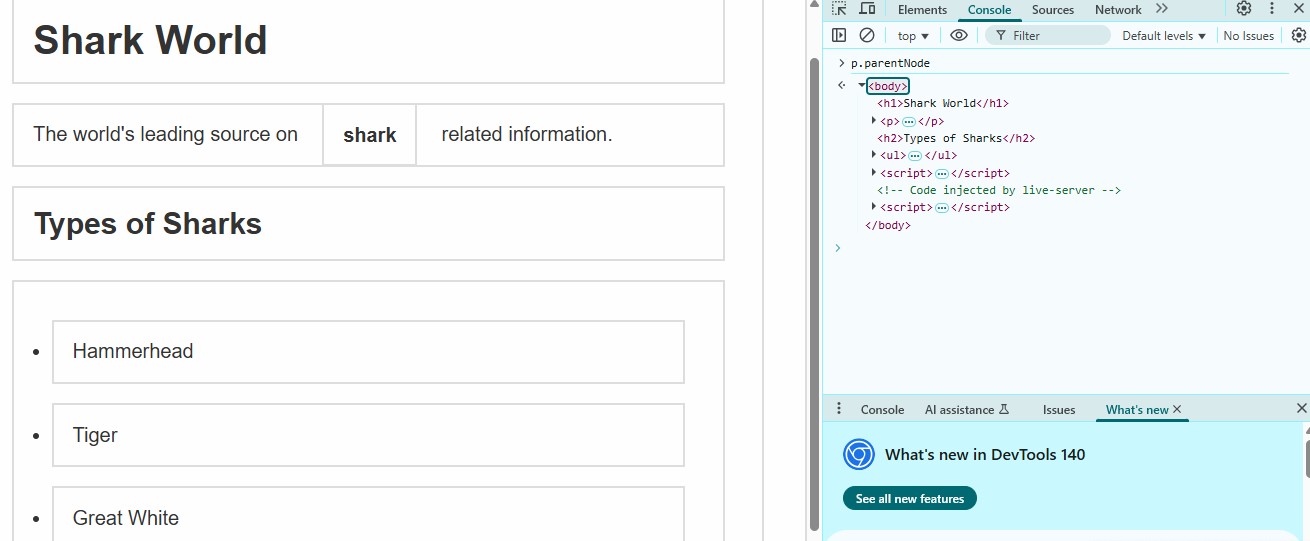 Shark World
The world's leading source on shark related information.
Types of Sharks
Hammerhead
Tiger
Great White
Elements Console Sources Network
top Filter Default levels No Issues
p.parentNode
<body>
<h1>Shark World</h1>
<p>…</p>
<h2>Types of Sharks</h2>
<ul>…</ul>
<script>…</script>
<!-- Code injected by live-server -->
<script>…</script>
</body>
Console AI assistance Issues What's new
What's new in DevTools 140
See all new features